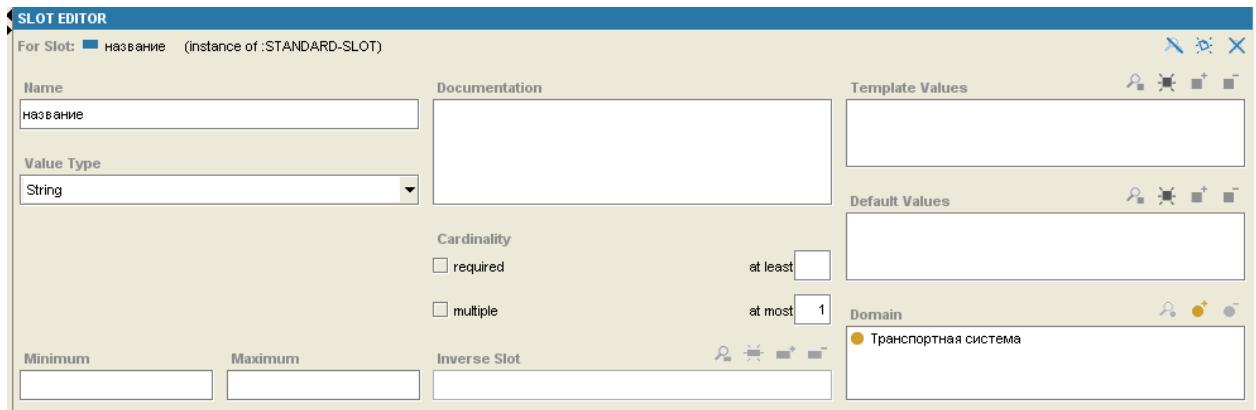 SLOT EDITOR
For Slot: название (instance of :STANDARD-SLOT)
Name
название
Value Type
String
Documentation
Cardinality
required
at least
multiple
at most 1
Minimum
Maximum
Inverse Slot
Template Values
Default Values
Domain
Транспортная система